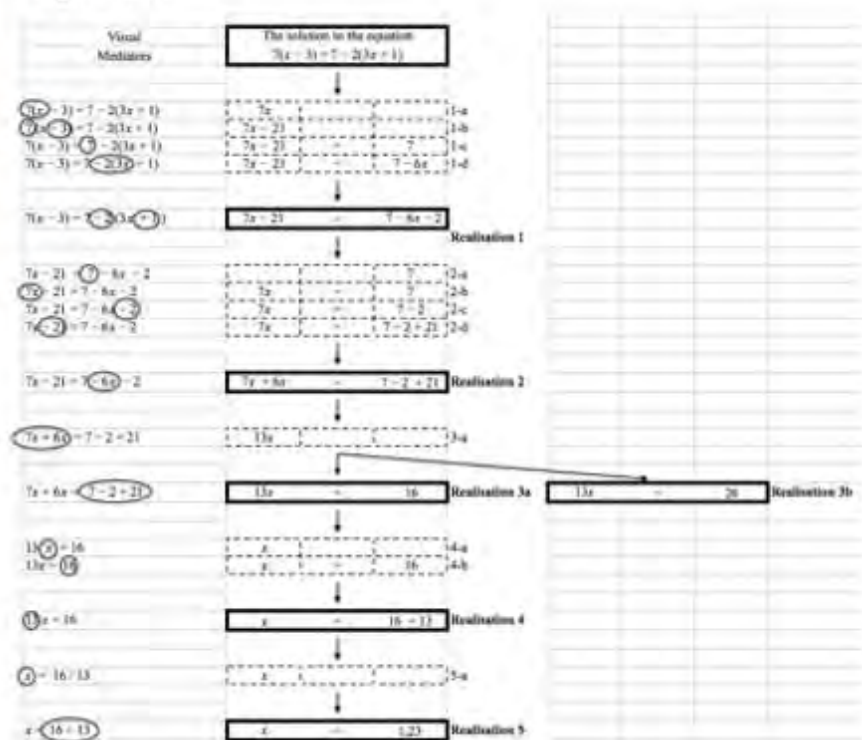 Visual
Mediators
The solution to the equation
7(x - 3) = 7 - 2(3x + 1)
7(x - 3) = 7 - 2(3x + 1) 7x 1-a
7(x - 3) = 7 - 2(3x + 1) 7x - 21 1-b
7(x - 3) = 7 - 2(3x + 1) 7x - 21 = 7 1-c
7(x - 3) = 7 - 2(3x + 1) 7x - 21 = 7 - 6x 1-d
7(x - 3) = 7 - 2(3x + 1) 7x - 21 = 7 - 6x - 2
Realisation 1
7x - 21 = 7 - 6x - 2 7 2-a
7x - 21 = 7 - 6x - 2 7x = 7 2-b
7x - 21 = 7 - 6x - 2 7x = 7 - 2 2-c
7x - 21 = 7 - 6x - 2 7x = 7 - 2 + 21 2-d
7x - 21 = 7 - 6x - 2 7x + 6x = 7 - 2 + 21 Realisation 2
7x + 6x = 7 - 2 + 21 13x 3-a
7x + 6x = 7 - 2 + 21 13x = 16 Realisation 3a 13x = 26 Realisation 3b
13x = 16 x 4-a
13x = 16 x = 16 4-b
13x = 16 x = 16 ÷ 13 Realisation 4
x = 16 / 13 x 5-a
x = 16 ÷ 13 x = 1,23 Realisation 5